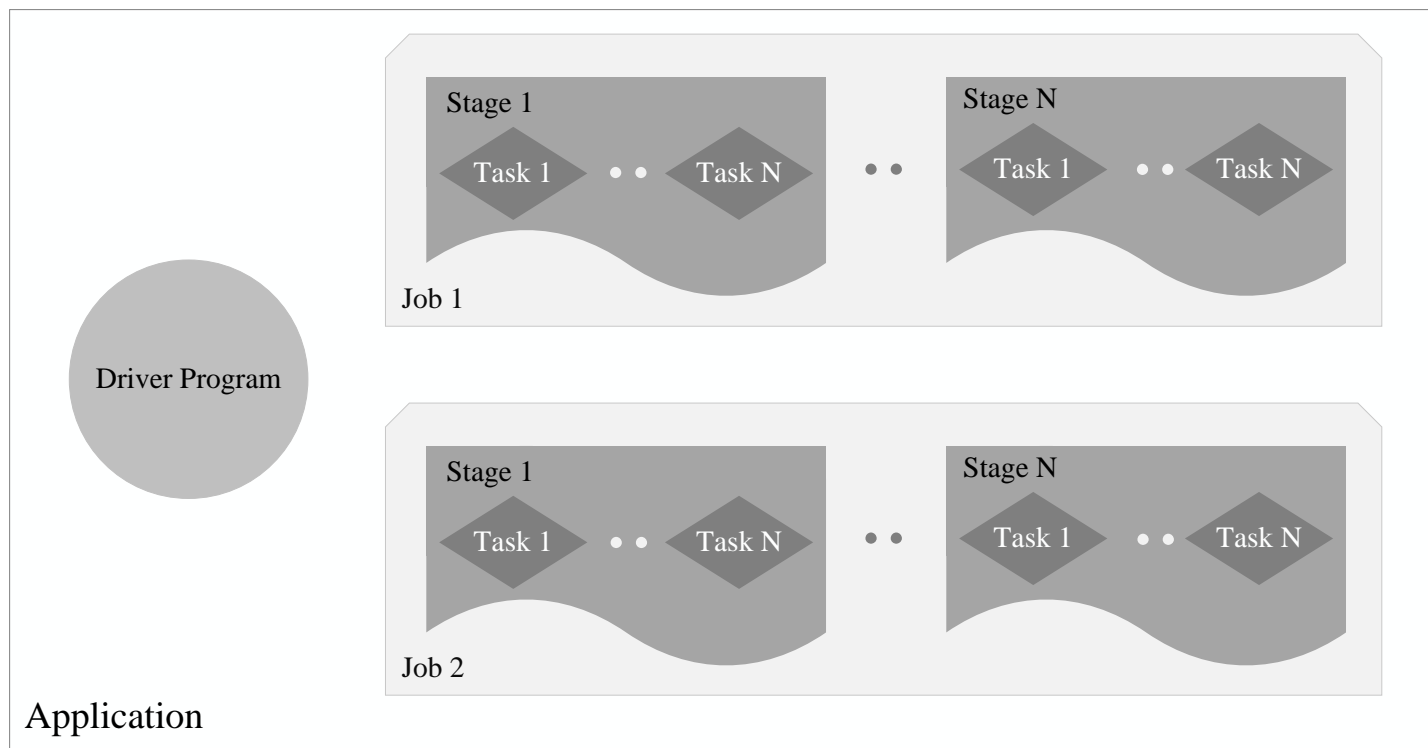 Stage 1
Stage N
Task 1
Task N
Task 1
Task N
Job 1
Driver Program
Stage 1
Stage N
Task 1
Task N
Task 1
Task N
Job 2
Application